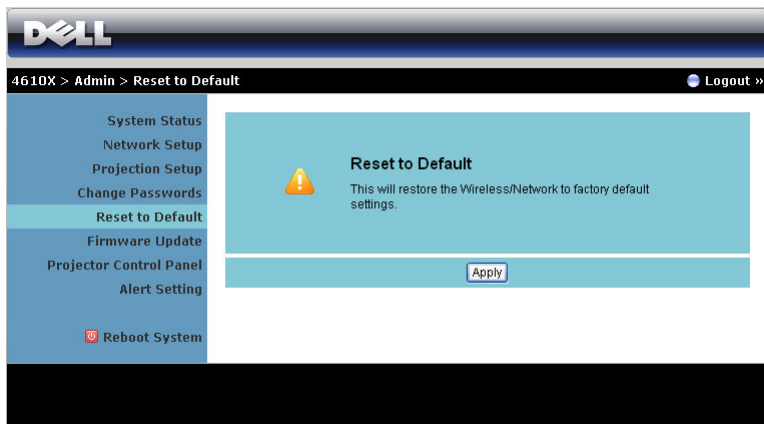 DELL
4610X > Admin > Reset to Default
Logout »
System Status
Network Setup
Projection Setup
Change Passwords
Reset to Default
Firmware Update
Projector Control Panel
Alert Setting
Reboot System
Reset to Default
This will restore the Wireless/Network to factory default
settings.
Apply